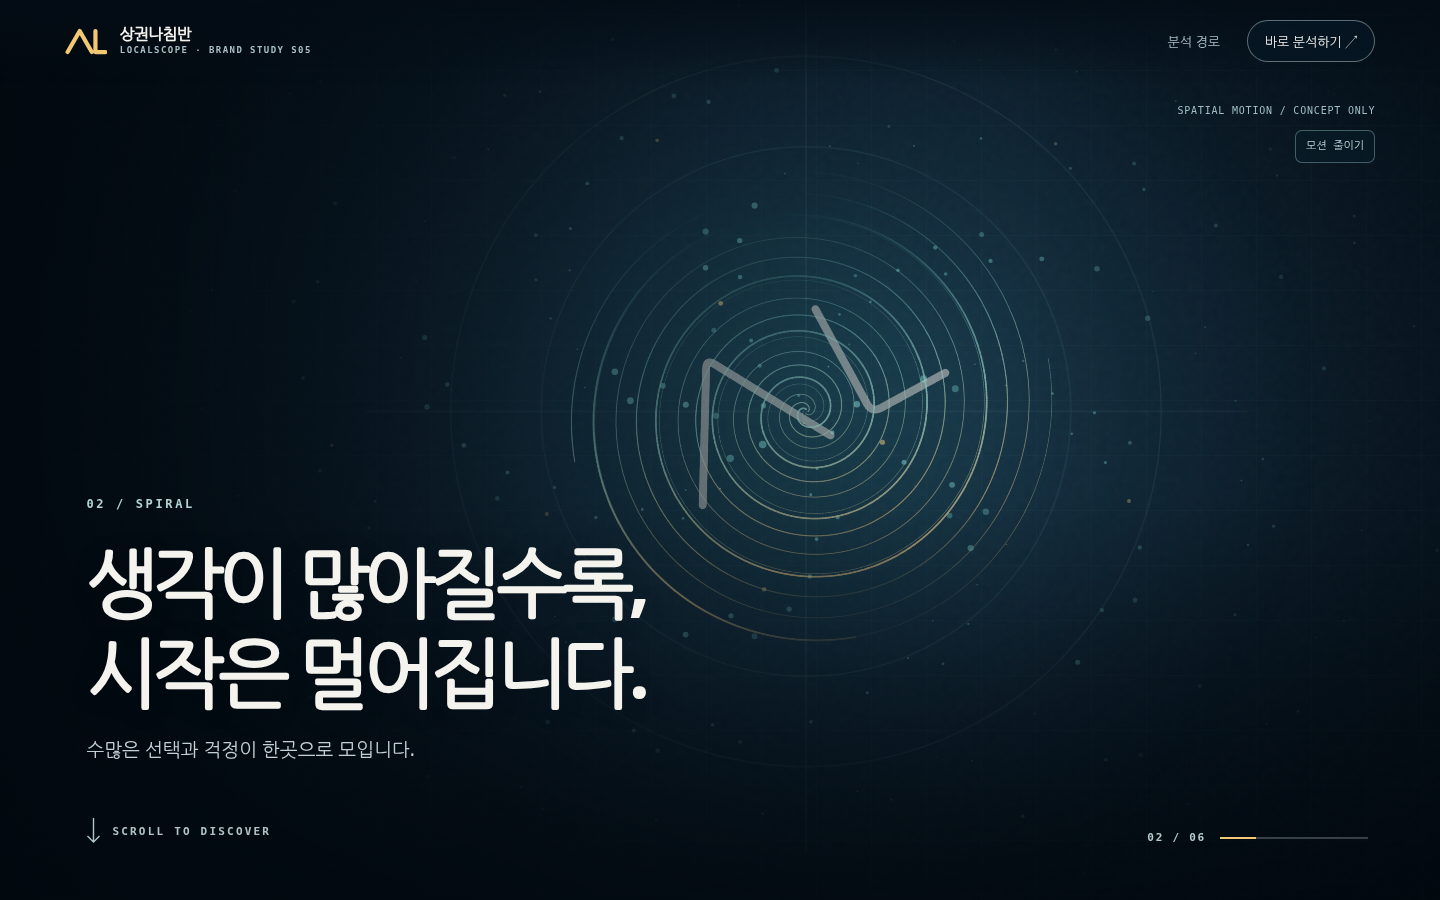 상권나침반
LOCALSCOPE · BRAND STUDY S05
분석 경로
바로 분석하기 ↗
SPATIAL MOTION / CONCEPT ONLY
모션 줄이기
02 / SPIRAL
생각이 많아질수록,
시작은 멀어집니다.
수많은 선택과 걱정이 한곳으로 모입니다.
SCROLL TO DISCOVER
02 / 06